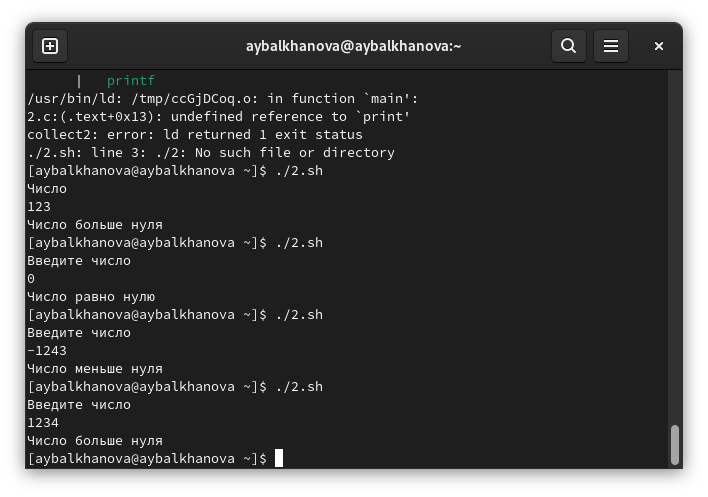 aybalkhanova@aybalkhanova:~
| printf
/usr/bin/ld: /tmp/ccGjDCoq.o: in function `main':
2.c:(.text+0x13): undefined reference to `print'
collect2: error: ld returned 1 exit status
./2.sh: line 3: ./2: No such file or directory
[aybalkhanova@aybalkhanova ~]$ ./2.sh
Число
123
Число больше нуля
[aybalkhanova@aybalkhanova ~]$ ./2.sh
Введите число
0
Число равно нулю
[aybalkhanova@aybalkhanova ~]$ ./2.sh
Введите число
-1243
Число меньше нуля
[aybalkhanova@aybalkhanova ~]$ ./2.sh
Введите число
1234
Число больше нуля
[aybalkhanova@aybalkhanova ~]$